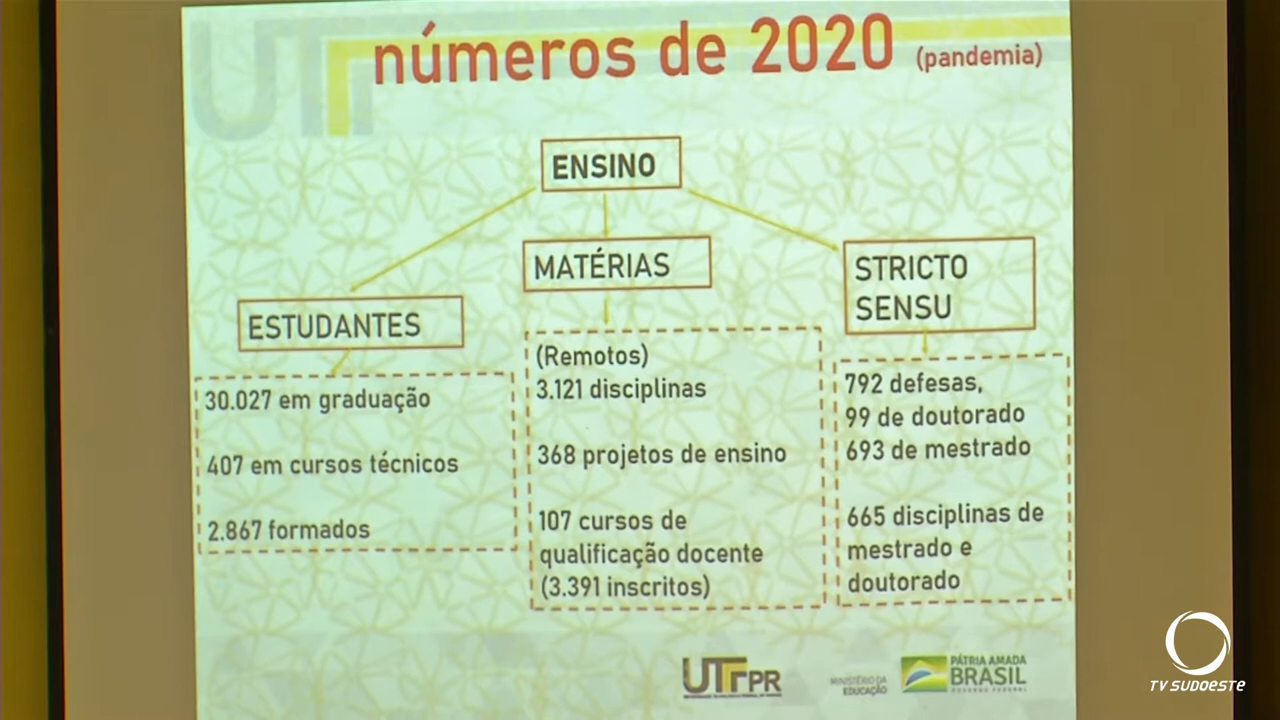 UTF
números de 2020 (pandemia)
ENSINO
ESTUDANTES
30.027 em graduação
407 em cursos técnicos
2.867 formados
MATÉRIAS
(Remotos)
3.121 disciplinas
368 projetos de ensino
107 cursos de
qualificação docente
(3.391 inscritos)
STRICTO
SENSU
792 defesas,
99 de doutorado
693 de mestrado
665 disciplinas de
mestrado e
doutorado
UTFPR
MINISTÉRIO DA
EDUCAÇÃO
PÁTRIA AMADA
BRASIL
GOVERNO FEDERAL
TV SUDOESTE